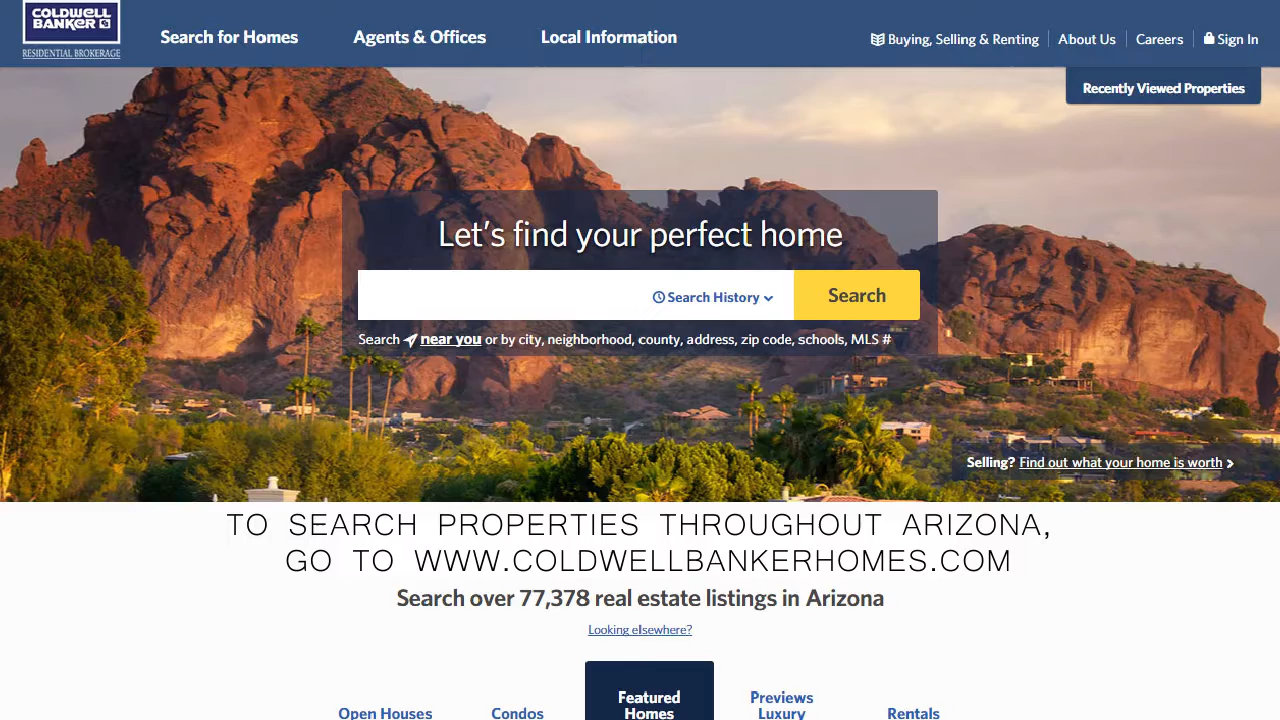 COLDWELL
BANKER CB
RESIDENTIAL BROKERAGE
Search for Homes
Agents & Offices
Local Information
Buying, Selling & Renting
About Us
Careers
Sign In
Recently Viewed Properties
Let's find your perfect home
Search History
Search
Search near you or by city, neighborhood, county, address, zip code, schools, MLS #
Selling? Find out what your home is worth
TO SEARCH PROPERTIES THROUGHOUT ARIZONA,
GO TO WWW.COLDWELLBANKERHOMES.COM
Search over 77,378 real estate listings in Arizona
Looking elsewhere?
Open Houses
Condos
Featured
Homes
Previews
Luxury
Rentals